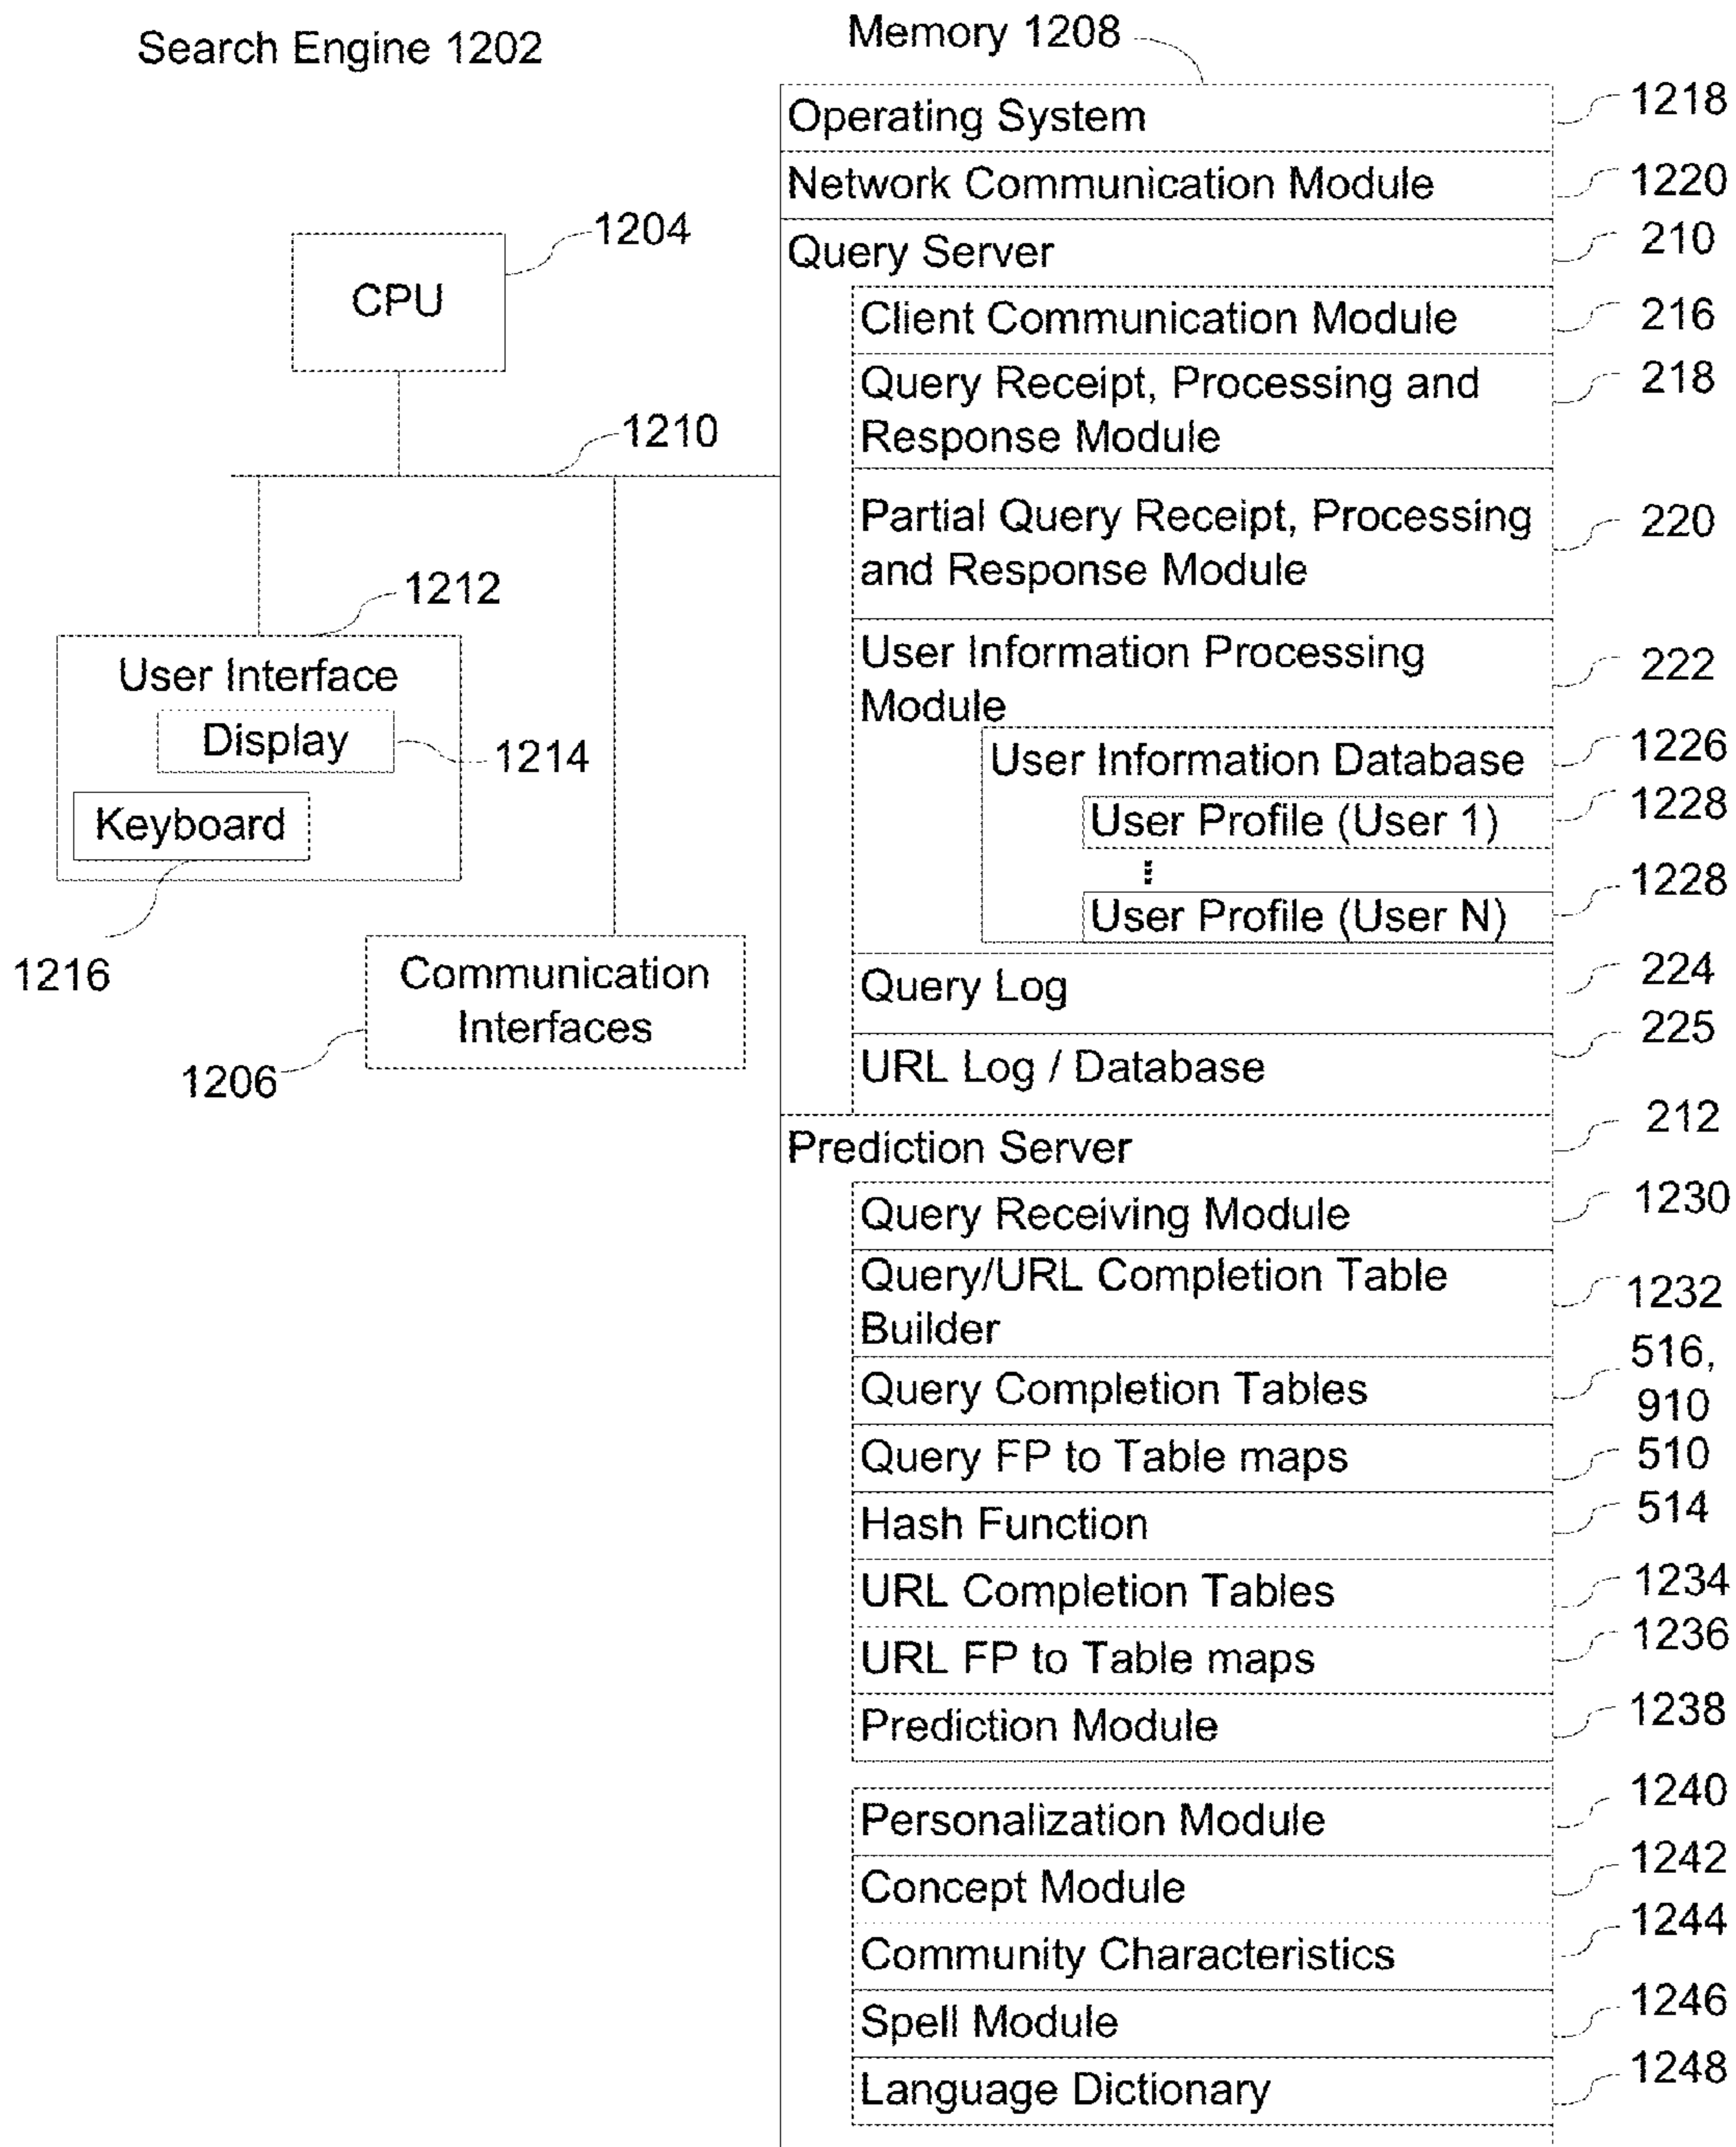 Search Engine 1202
Memory 1208
Operating System
1218
Network Communication Module
1220
Query Server
210
Client Communication Module
216
Query Receipt, Processing and
Response Module
218
Partial Query Receipt, Processing
and Response Module
220
User Information Processing
Module
222
User Information Database
1226
User Profile (User 1)
1228
User Profile (User N)
1228
Query Log
224
URL Log / Database
225
Prediction Server
212
Query Receiving Module
1230
Query/URL Completion Table
Builder
1232
Query Completion Tables
516,
910
Query FP to Table maps
510
Hash Function
514
URL Completion Tables
1234
URL FP to Table maps
1236
Prediction Module
1238
Personalization Module
1240
Concept Module
1242
Community Characteristics
1244
Spell Module
1246
Language Dictionary
1248
CPU
1204
1210
1212
User Interface
Display
1214
Keyboard
1216
Communication
Interfaces
1206